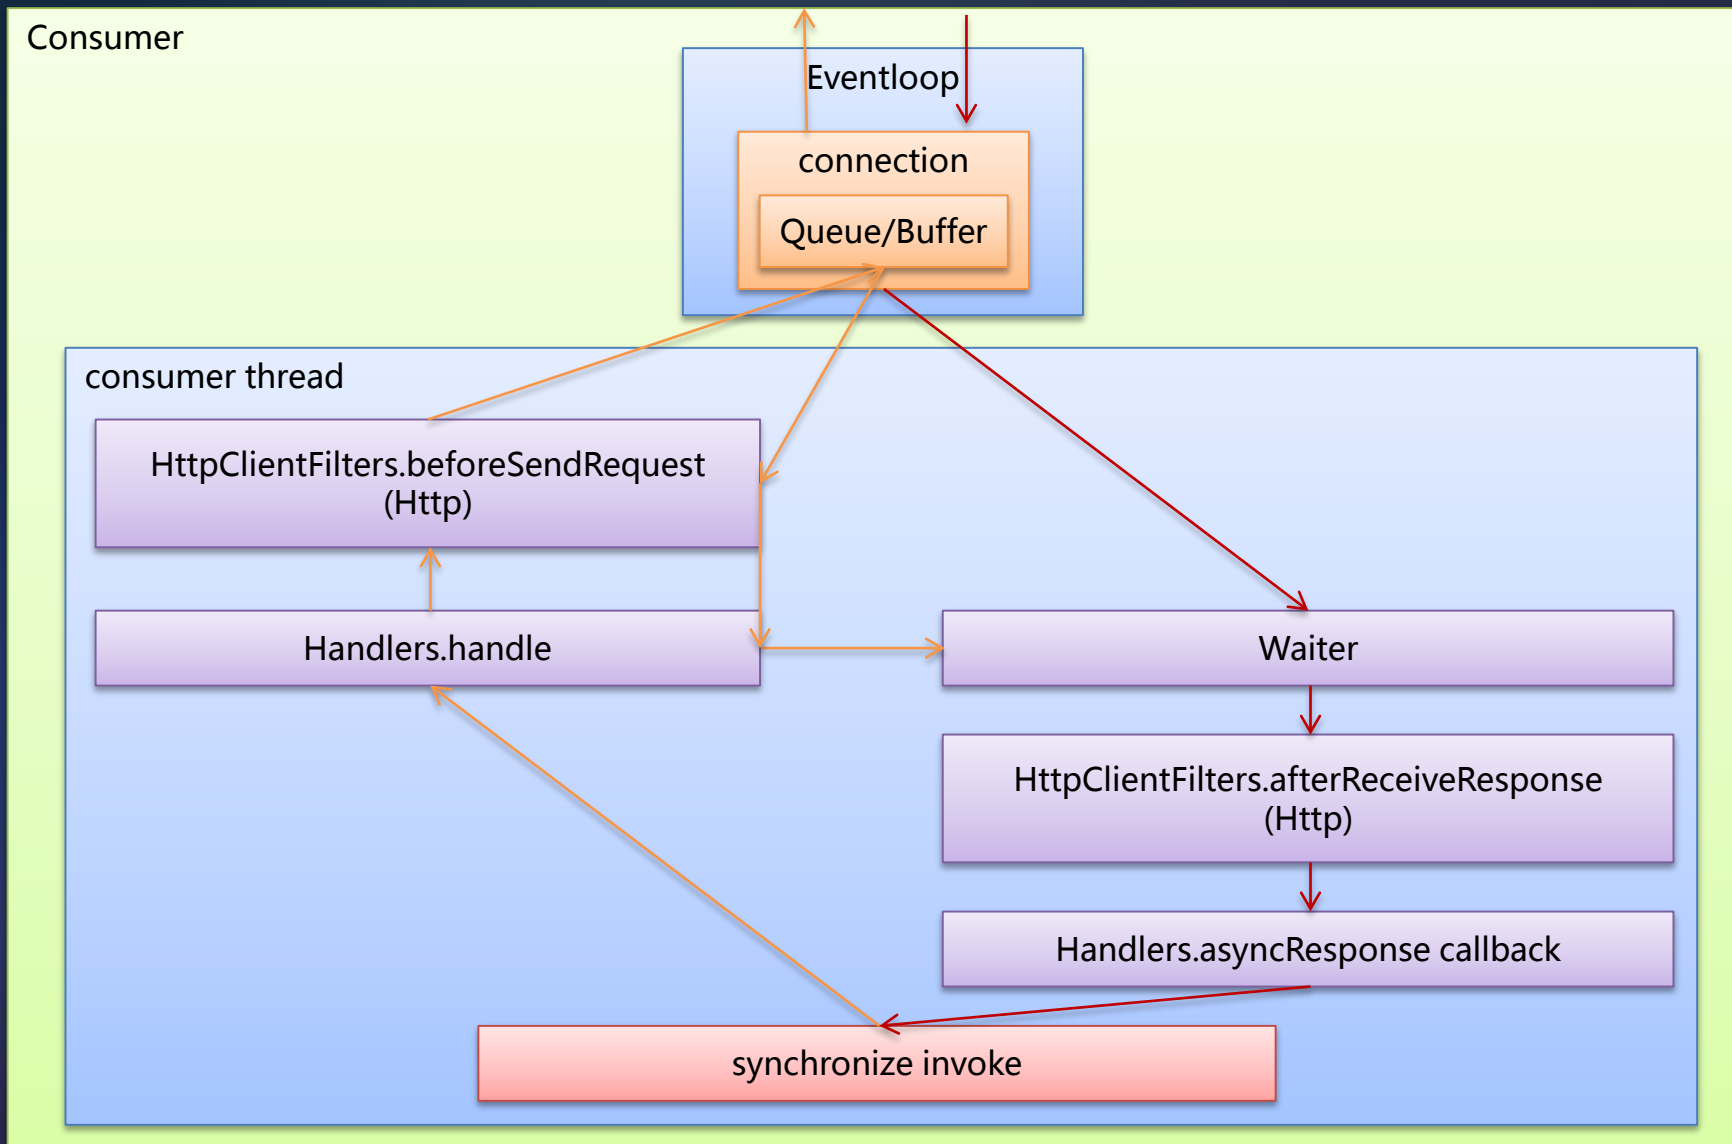 Consumer
Eventloop
connection
Queue/Buffer
consumer thread
HttpClientFilters.beforeSendRequest
(Http)
Handlers.handle
Waiter
HttpClientFilters.afterReceiveResponse
(Http)
Handlers.asyncResponse callback
synchronize invoke